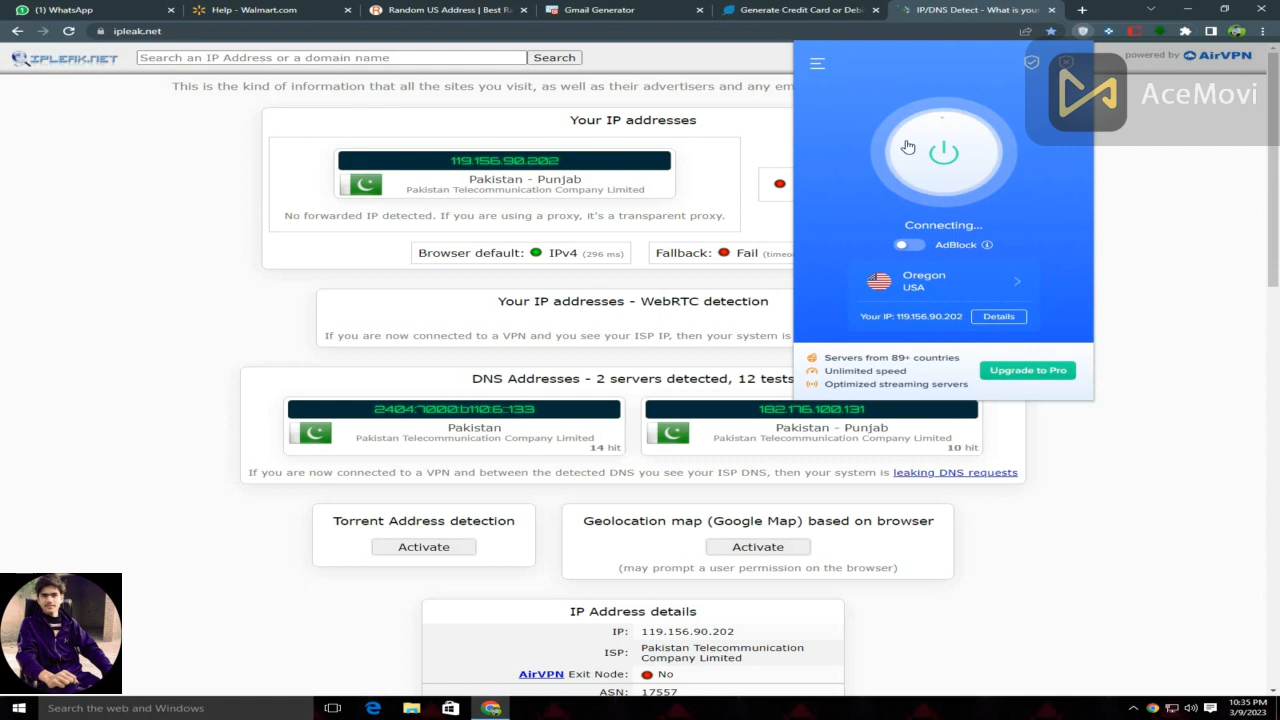 WhatsApp
Help - Walmart.com
Random US Address | Best Ra
Gmail Generator
Generate Credit Card or Debi
IP/DNS Detect - What is your
ipleak.net
IPLEAK.NET
Search an IP Address or a domain name
Search
powered by AirVPN
This is the kind of information that all the sites you visit, as well as their advertisers and any em
AceMovi
Your IP addresses
119.156.90.202
Pakistan - Punjab
Pakistan Telecommunication Company Limited
No forwarded IP detected. If you are using a proxy, it's a transparent proxy.
Browser default: IPv4 (296 ms)
Fallback: Fail (timeo
Connecting...
AdBlock
Oregon
USA
Your IP: 119.156.90.202
Details
Servers from 89+ countries
Unlimited speed
Optimized streaming servers
Upgrade to Pro
Your IP addresses - WebRTC detection
If you are now connected to a VPN and you see your ISP IP, then your system is
DNS Addresses - 2 servers detected, 12 tests
2404:7000:b110:6::133
Pakistan
Pakistan Telecommunication Company Limited
14 hit
182.176.100.131
Pakistan - Punjab
Pakistan Telecommunication Company Limited
10 hit
If you are now connected to a VPN and between the detected DNS you see your ISP DNS, then your system is leaking DNS requests
Torrent Address detection
Activate
Geolocation map (Google Map) based on browser
Activate
(may prompt a user permission on the browser)
IP Address details
IP: 119.156.90.202
ISP: Pakistan Telecommunication
Company Limited
AirVPN Exit Node: No
ASN: 17557
Search the web and Windows
10:35 PM
3/9/2023